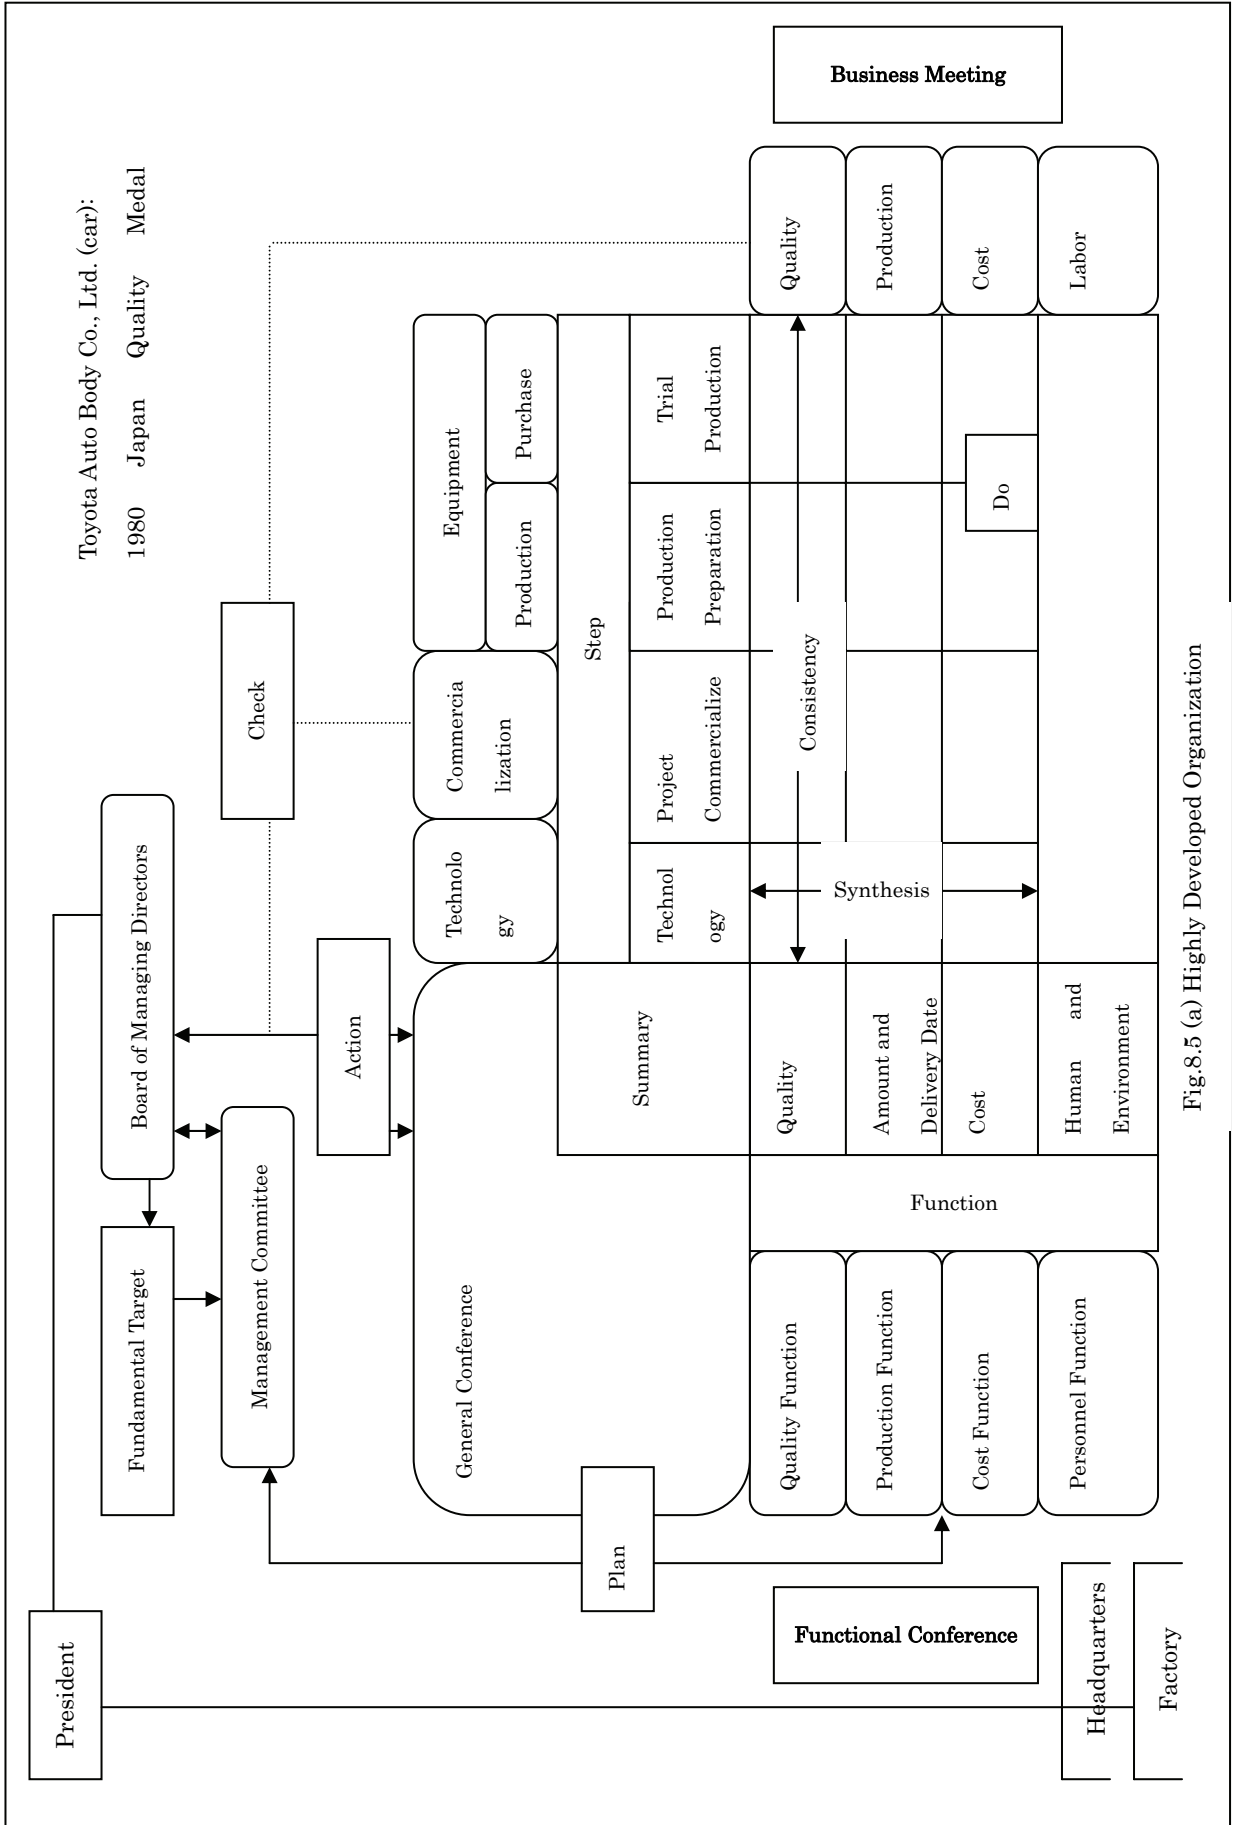 Toyota Auto Body Co., Ltd. (car):
1980 Japan Quality Medal
President
Board of Managing Directors
Fundamental Target
Management Committee
Check
Action
Plan
General Conference
Technolo
gy
Commercia
lization
Equipment
Production
Purchase
Step
Summary
Technol
ogy
Project
Commercialize
Production
Preparation
Trial
Production
Consistency
Synthesis
Do
Quality
Amount and
Delivery Date
Cost
Human and
Environment
Function
Quality Function
Production Function
Cost Function
Personnel Function
Quality
Production
Cost
Labor
Business Meeting
Functional Conference
Headquarters
Factory
Fig.8.5 (a) Highly Developed Organization